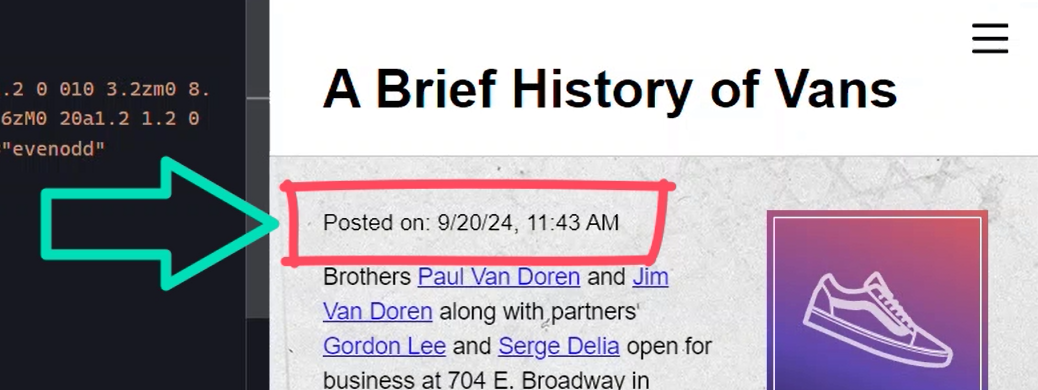 .2 0 010 3.2zm0 8.
6zM0 20a1.2 1.2 0
"evenodd"
A Brief History of Vans
Posted on: 9/20/24, 11:43 AM
Brothers Paul Van Doren and Jim
Van Doren along with partners'
Gordon Lee and Serge Delia open for
business at 704 E. Broadway in